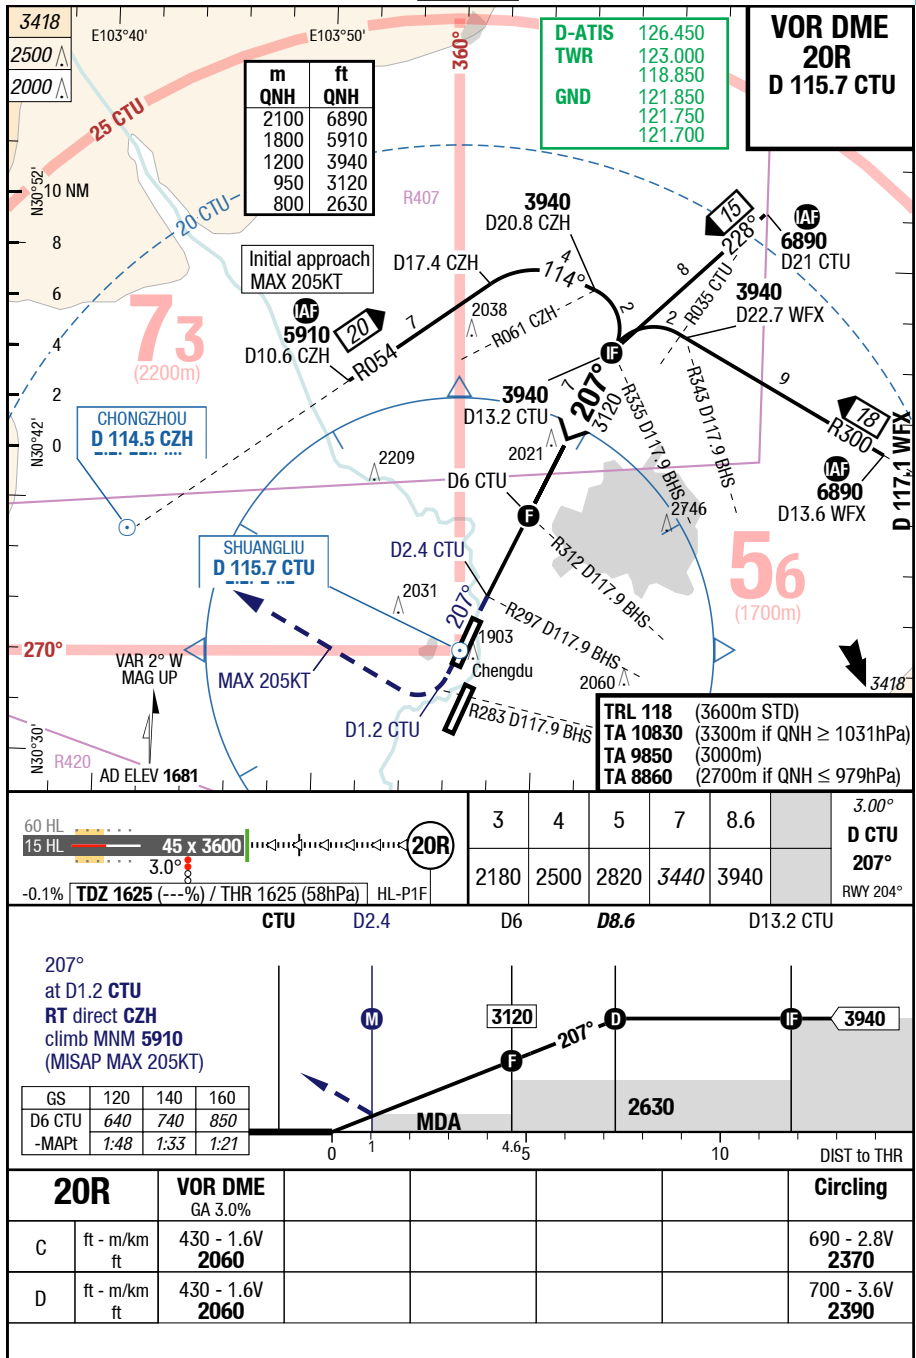 3418
2500
2000
E103°40'
E103°50'
360°
D-ATIS 126.450
TWR 123.000
118.850
GND 121.850
121.750
121.700
VOR DME
20R
D 115.7 CTU
m ft
QNH QNH
2100 6890
1800 5910
1200 3940
950 3120
800 2630
25 CTU
20 CTU
R407
N30°52'
10 NM
8
6
4
2
0
N30°42'
N30°30'
3940
D20.8 CZH
15
228°
IAF
6890
D21 CTU
Initial approach
MAX 205KT
D17.4 CZH
4
114°
8
R035 CTU
3940
D22.7 WFX
IAF
5910
D10.6 CZH
20
7
R054
2038
R061 CZH
2
2
IF
73
(2200m)
3940
D13.2 CTU
7
207°
3120
R335 D117.9 BHS
R343 D117.9 BHS
9
18
R300
D 117.1 WFX
IAF
6890
D13.6 WFX
CHONGZHOU
D 114.5 CZH
2021
2209
D6 CTU
F
2746
SHUANGLIU
D 115.7 CTU
D2.4 CTU
R312 D117.9 BHS
56
(1700m)
2031
207°
R297 D117.9 BHS
1903
Chengdu
270°
VAR 2° W
MAG UP
MAX 205KT
2060
3418
D1.2 CTU
R283 D117.9 BHS
R420
AD ELEV 1681
TRL 118 (3600m STD)
TA 10830 (3300m if QNH ≥ 1031hPa)
TA 9850 (3000m)
TA 8860 (2700m if QNH ≤ 979hPa)
60 HL
15 HL
45 x 3600
20R
3.0°
-0.1% TDZ 1625 (---%) / THR 1625 (58hPa) HL-P1F
3 4 5 7 8.6
2180 2500 2820 3440 3940
3.00°
D CTU
207°
RWY 204°
CTU D2.4 D6 D8.6 D13.2 CTU
207°
at D1.2 CTU
RT direct CZH
climb MNM 5910
(MISAP MAX 205KT)
M
3120
F
207°
D
IF
3940
MDA
2630
GS 120 140 160
D6 CTU 640 740 850
-MAPt 1:48 1:33 1:21
0 1 4.6 5 10 DIST to THR
20R VOR DME Circling
GA 3.0%
C ft - m/km 430 - 1.6V 690 - 2.8V
ft 2060 2370
D ft - m/km 430 - 1.6V 700 - 3.6V
ft 2060 2390